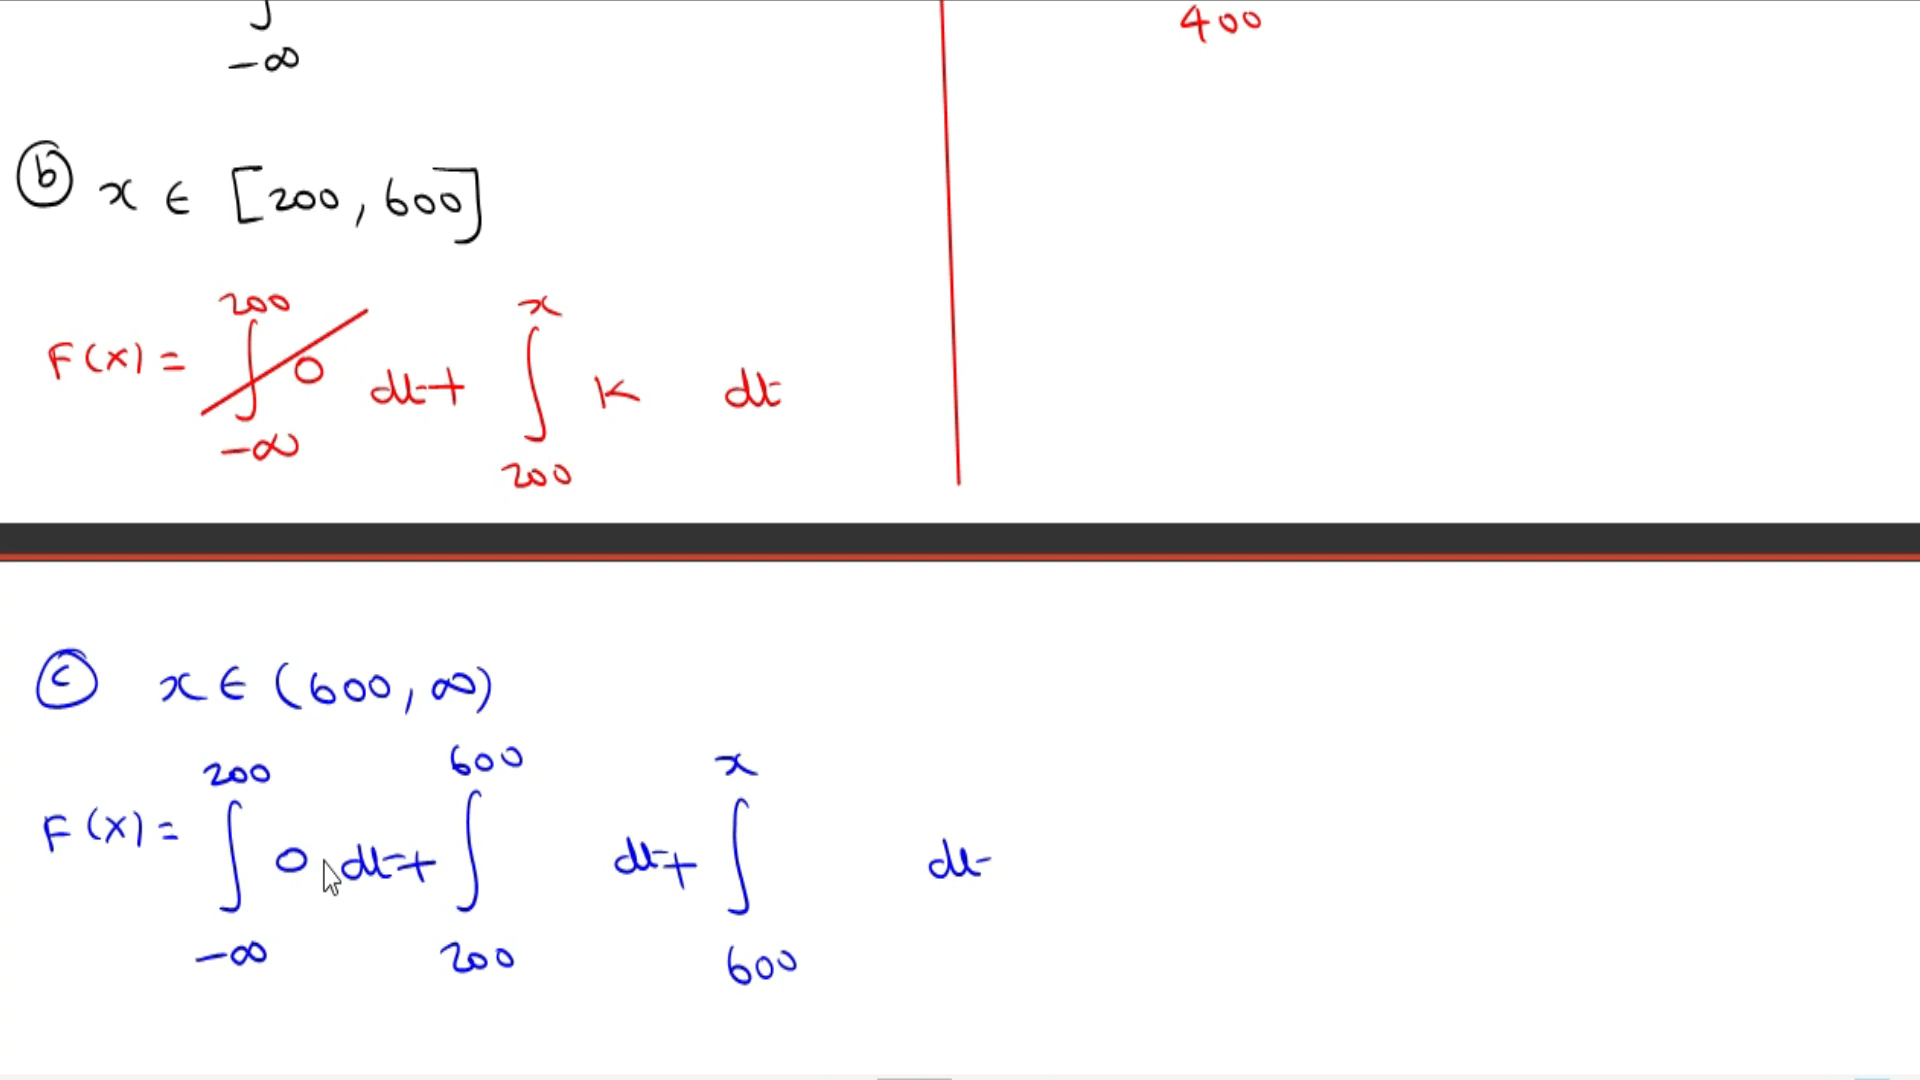 400
∫
-∞
(b) x ∈ [200, 600]
200 x
F(x) = ∫ 0 dt + ∫ K dt
-∞ 200
(c) x ∈ (600, ∞)
200 600 x
F(x) = ∫ 0 dt + ∫ dt + ∫ dt
-∞ 200 600